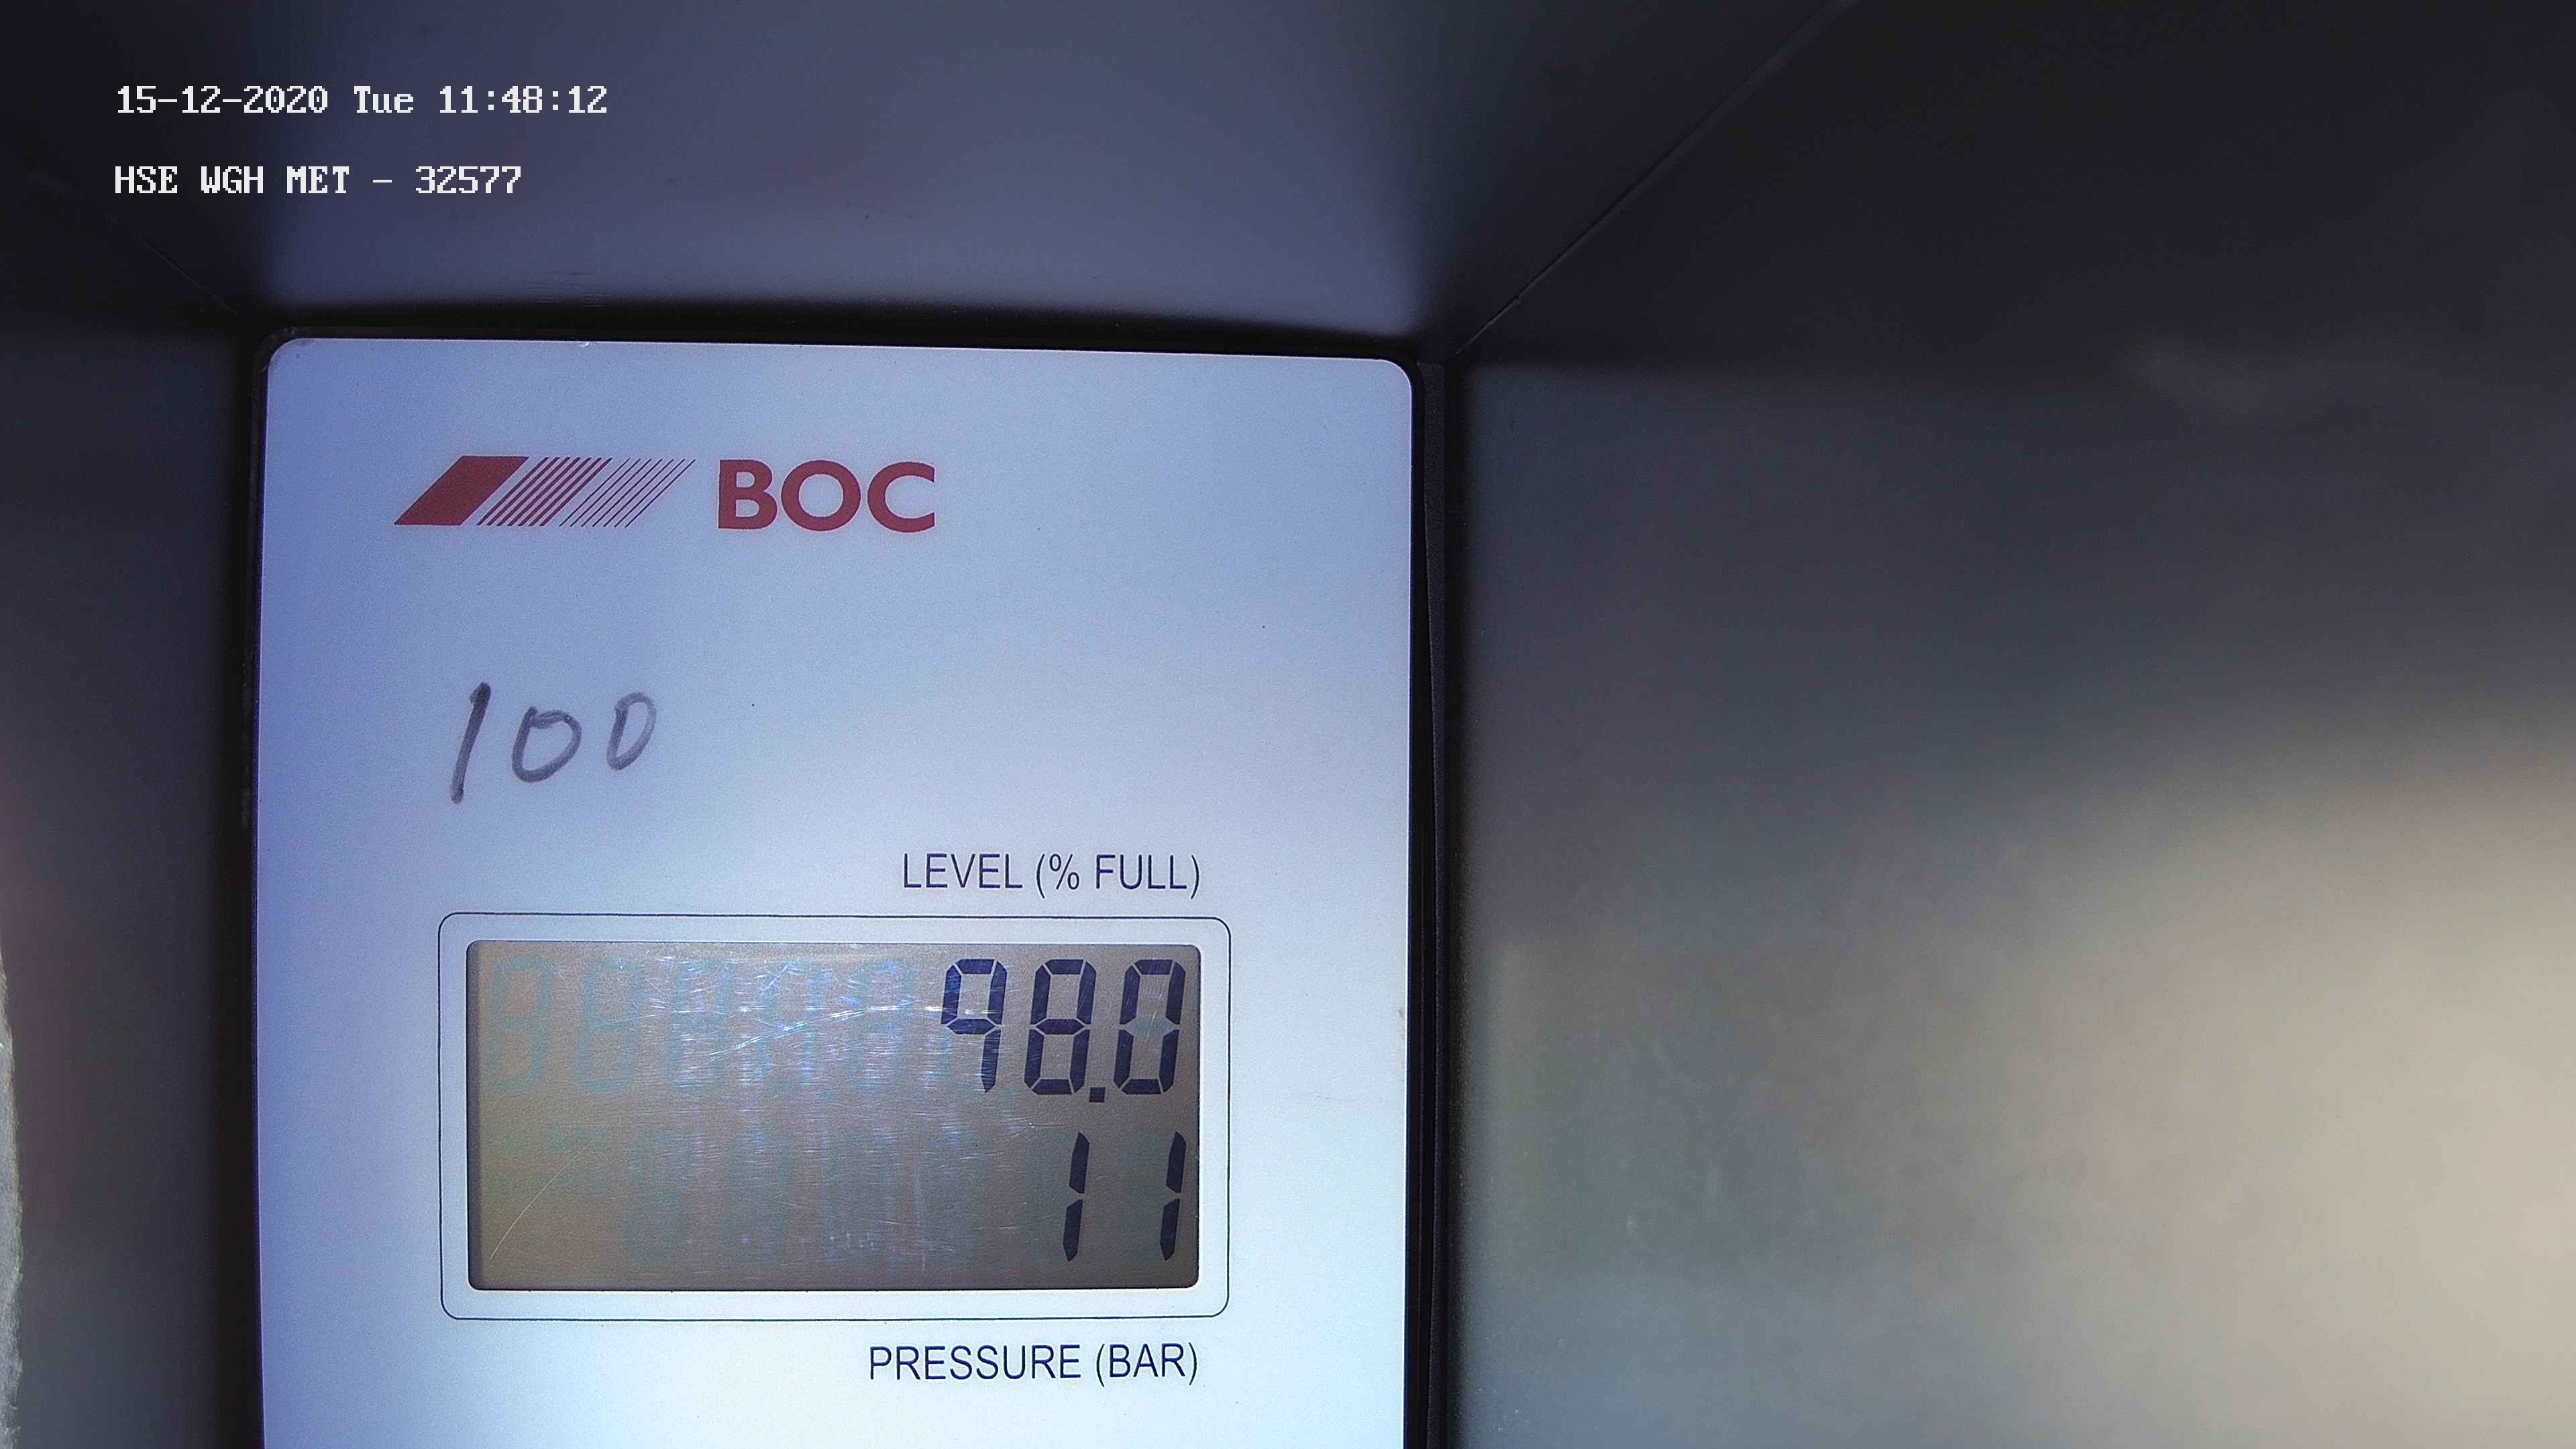 15-12-2020 Tue 11:48:12
HSE WGH MET - 32577
BOC
100
LEVEL (% FULL)
98.0
11
PRESSURE (BAR)